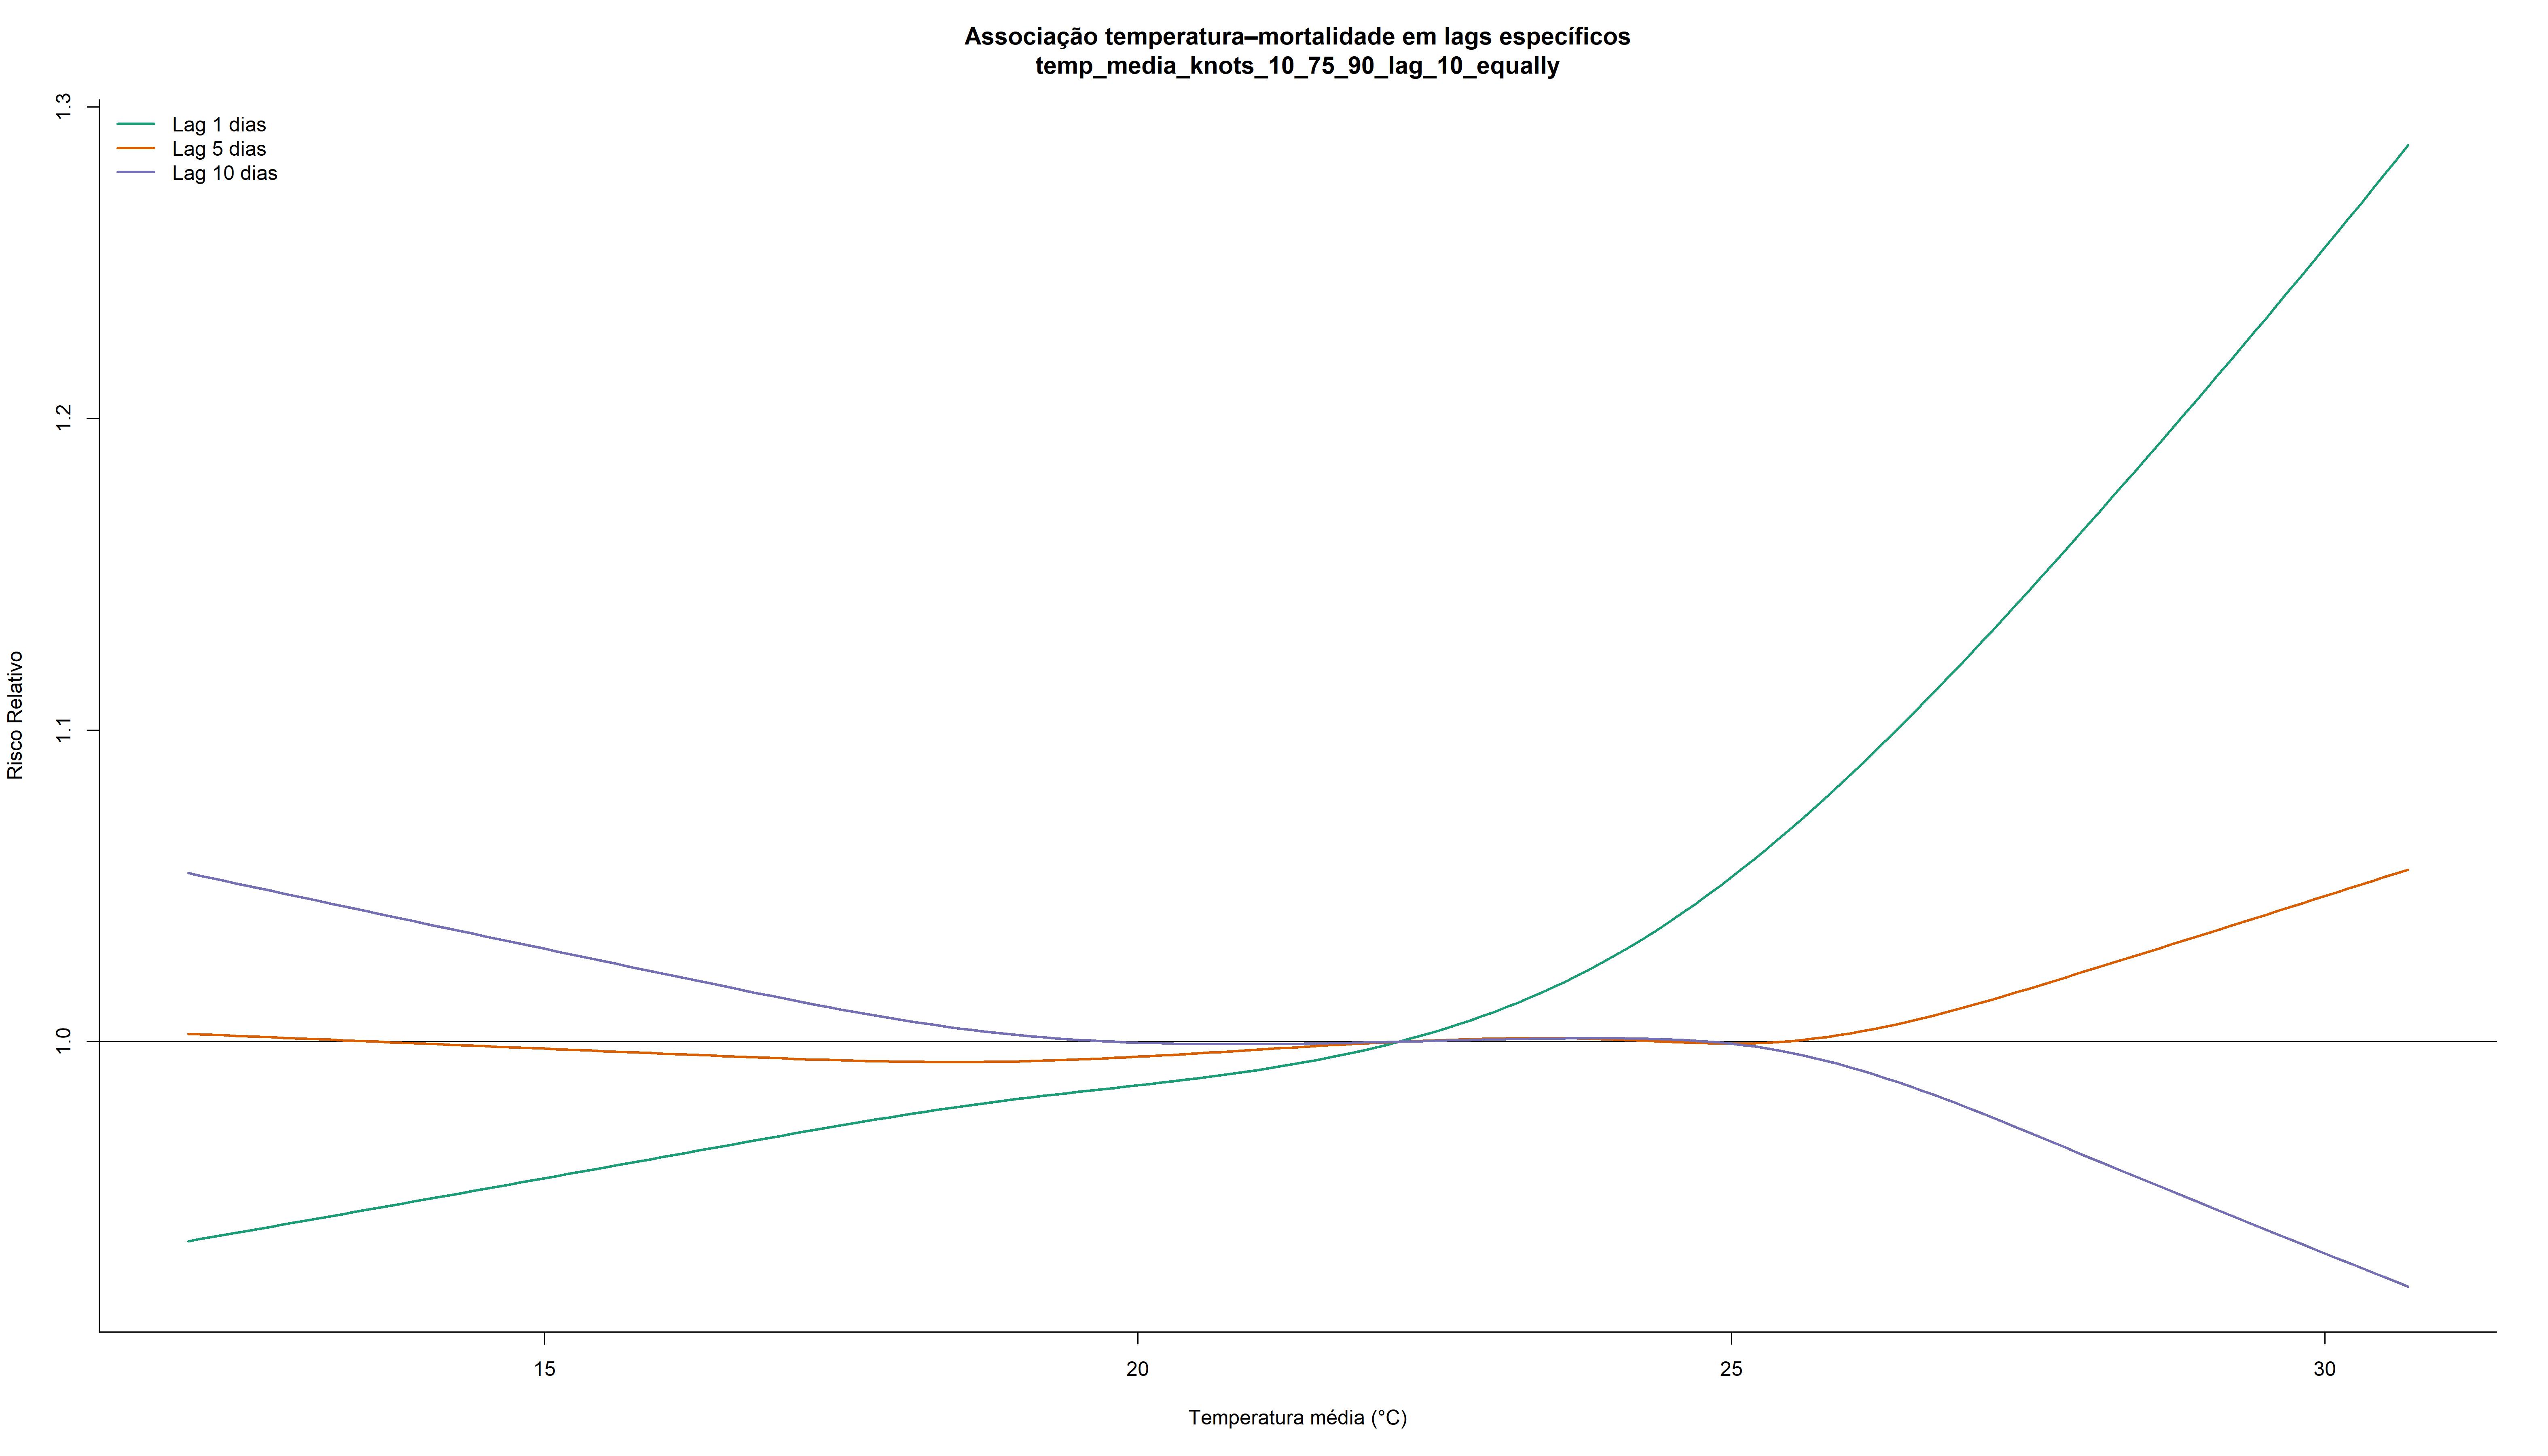 Associação temperatura–mortalidade em lags específicos
temp_media_knots_10_75_90_lag_10_equally
Lag 1 dias
Lag 5 dias
Lag 10 dias
1.3
1.2
1.1
1.0
Risco Relativo
15
20
25
30
Temperatura média (°C)